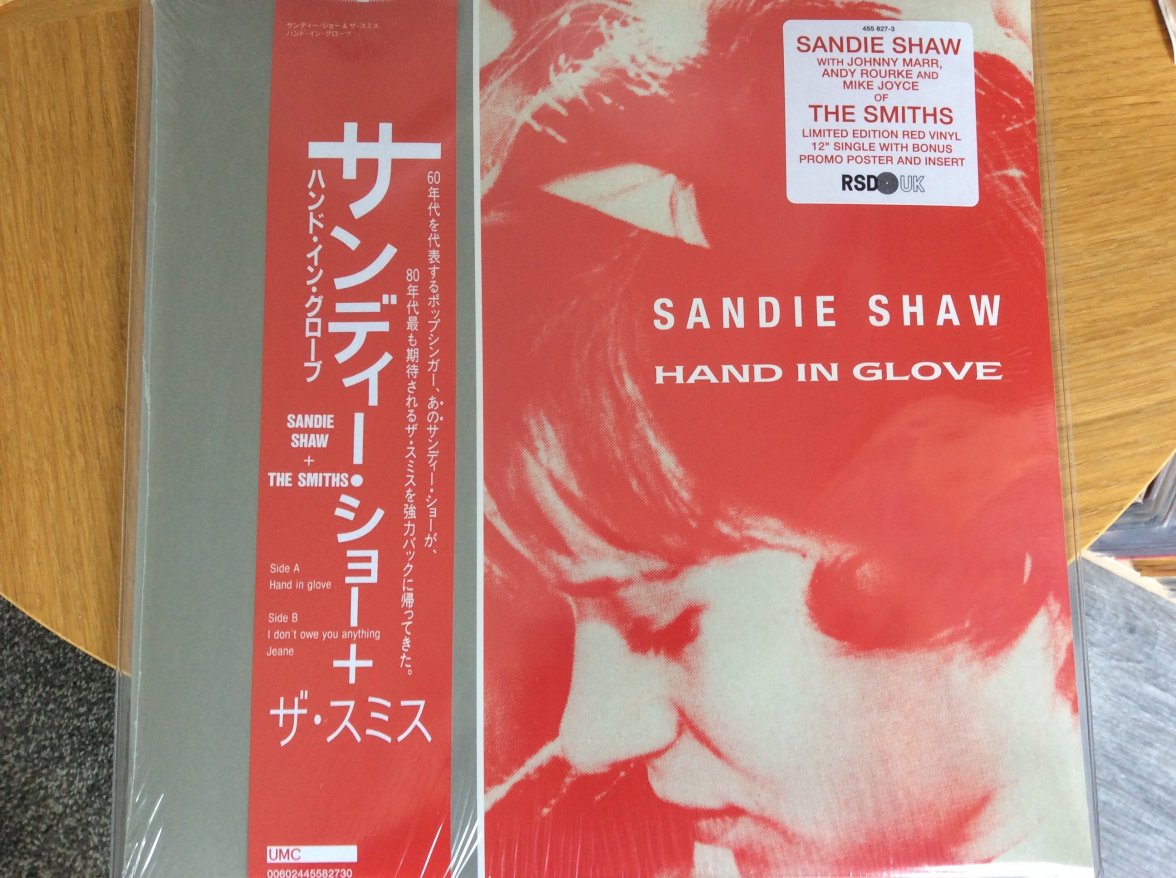 サンディー・ショー & ザ・スミス
ハンド・イン・グローブ
60年代を代表するポップシンガー、あのサンディー・ショーが、
80年代最も期待されるザ・スミスを強力バックに帰ってきた。
サンディー・ショー+
ザ・スミス
ハンド・イン・グローブ
SANDIE
SHAW
+
THE SMITHS
Side A
Hand in glove
Side B
I don't owe you anything
Jeane
UMC
00602445582730
455 827-3
SANDIE SHAW
WITH JOHNNY MARR,
ANDY ROURKE AND
MIKE JOYCE
OF
THE SMITHS
LIMITED EDITION RED VINYL
12" SINGLE WITH BONUS
PROMO POSTER AND INSERT
RSD UK
SANDIE SHAW
HAND IN GLOVE